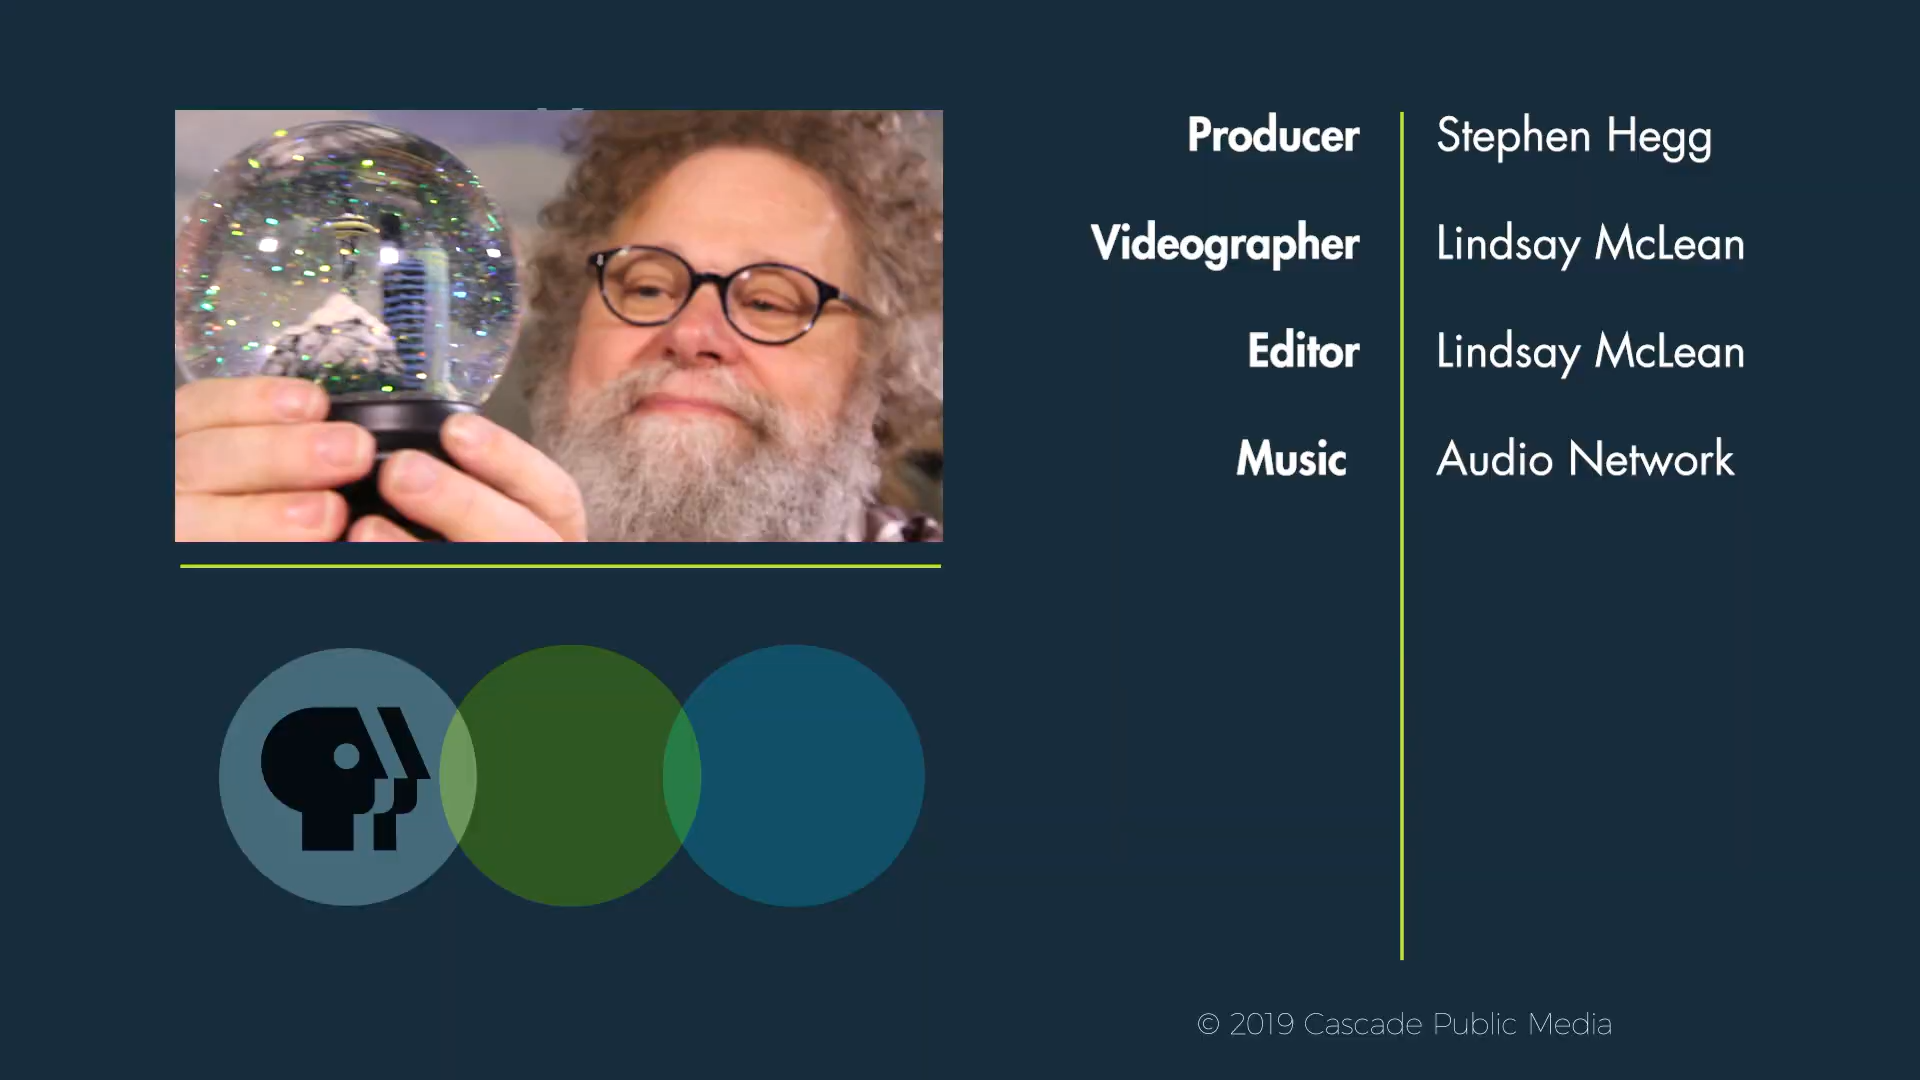 Producer Stephen Hegg
Videographer Lindsay McLean
Editor Lindsay McLean
Music Audio Network
© 2019 Cascade Public Media